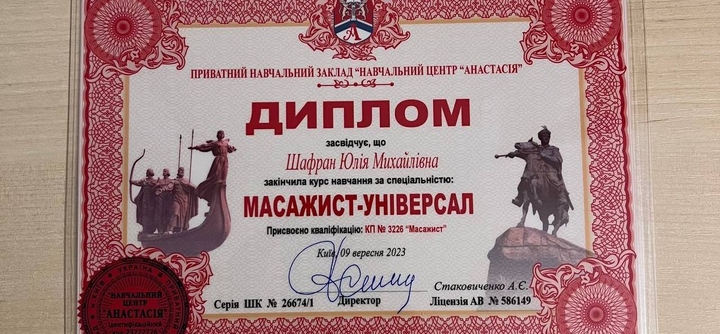 ПРИВАТНИЙ НАВЧАЛЬНИЙ ЗАКЛАД "НАВЧАЛЬНИЙ ЦЕНТР "АНАСТАСІЯ"
ДИПЛОМ
засвідчує, що
Шафран Юлія Михайлівна
закінчила курс навчання за спеціальністю:
МАСАЖИСТ-УНІВЕРСАЛ
Присвоєно кваліфікацію: КП № 3226 "Масажист"
Київ, 09 вересня 2023
Стаковиченко А.Є.
Серія ШК № 26674/1 Директор Ліцензія АВ № 586149
"НАВЧАЛЬНИЙ
ЦЕНТР
"АНАСТАСІЯ"